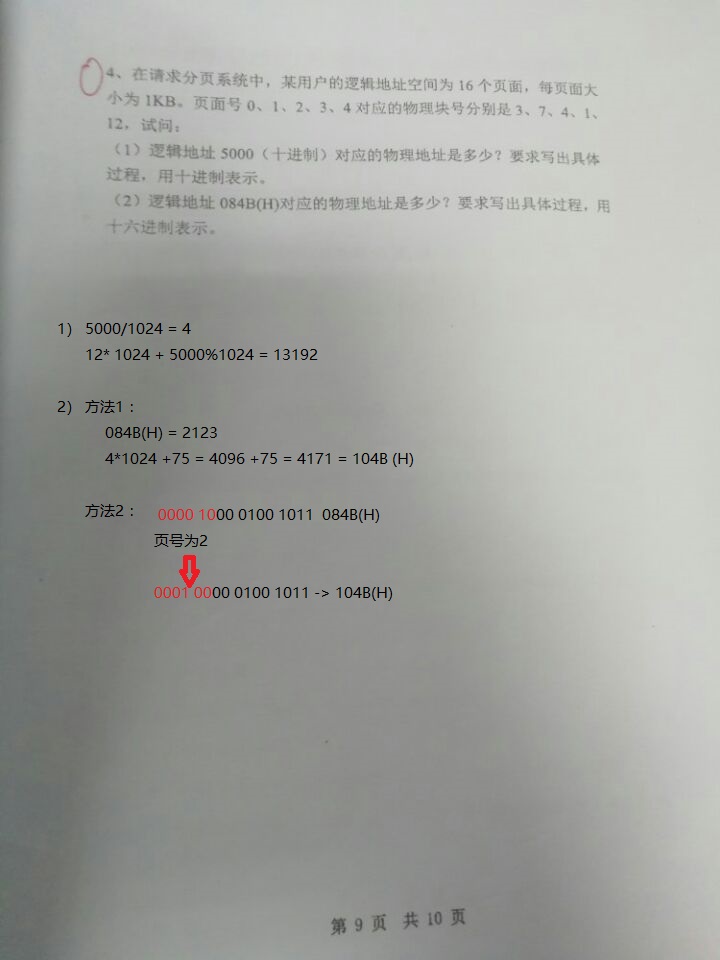 4、在请求分页系统中，某用户的逻辑地址空间为 16 个页面，每页面大
小为 1KB。页面号 0、1、2、3、4 对应的物理块号分别是 3、7、4、1、
12，试问：
（1）逻辑地址 5000（十进制）对应的物理地址是多少？要求写出具体
过程，用十进制表示。
（2）逻辑地址 084B(H)对应的物理地址是多少？要求写出具体过程，用
十六进制表示。
1） 5000/1024 = 4
12* 1024 + 5000%1024 = 13192
2） 方法1：
084B(H) = 2123
4*1024 +75 = 4096 +75 = 4171 = 104B (H)
方法2： 0000 1000 0100 1011 084B(H)
页号为2
0001 0000 0100 1011 -> 104B(H)
第 9 页 共 10 页